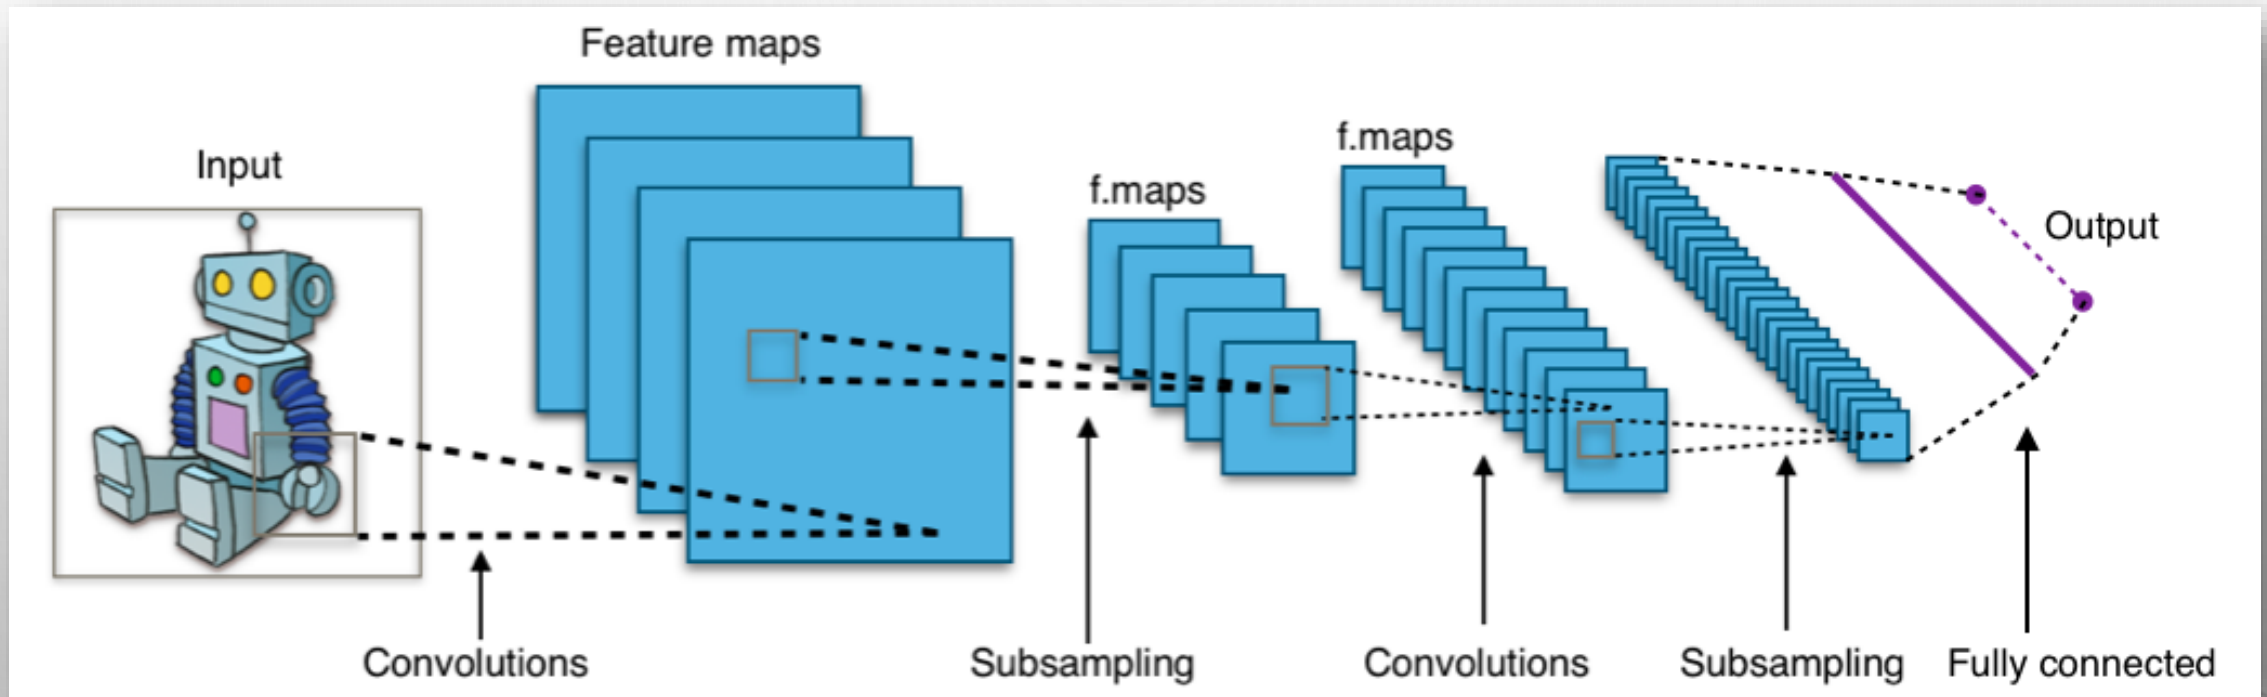 Feature maps
Input
f.maps
f.maps
Output
Convolutions
Subsampling
Convolutions
Subsampling
Fully connected